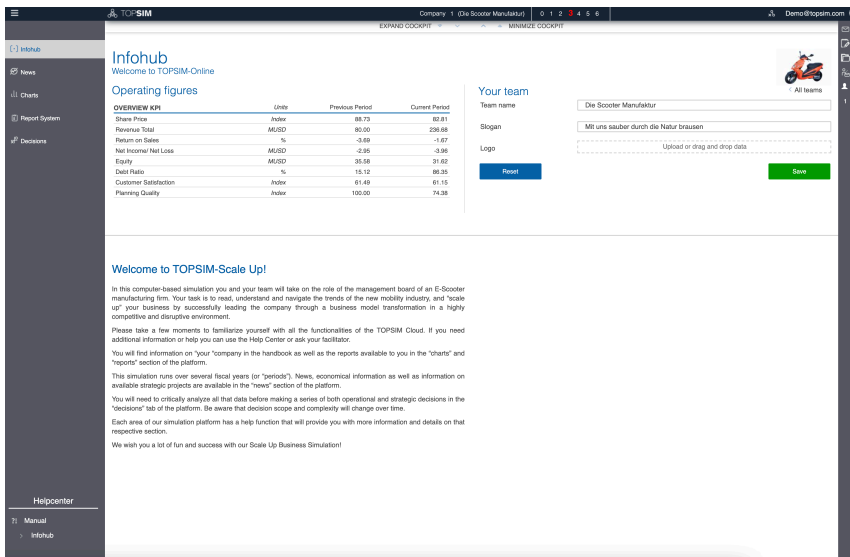 TOPSIM
Company 1 (Die Scooter Manufaktur) 0 1 2 3 4 5 6
Demo@topsim.com
EXPAND COCKPIT
MINIMIZE COCKPIT
Infohub
News
Charts
Report System
Decisions
Infohub
Welcome to TOPSIM-Online
All teams
Operating figures
OVERVIEW KPI Units Previous Period Current Period
Share Price Index 88.73 82.81
Revenue Total MUSD 80.00 236.68
Return on Sales % -3.69 -1.67
Net Income/ Net Loss MUSD -2.95 -3.96
Equity MUSD 35.58 31.62
Debt Ratio % 15.12 86.35
Customer Satisfaction Index 61.49 61.15
Planning Quality Index 100.00 74.38
Your team
Team name Die Scooter Manufaktur
Slogan Mit uns sauber durch die Natur brausen
Logo Upload or drag and drop data
Reset Save
1
Welcome to TOPSIM-Scale Up!
In this computer-based simulation you and your team will take on the role of the management board of an E-Scooter
manufacturing firm. Your task is to read, understand and navigate the trends of the new mobility industry, and "scale
up" your business by successfully leading the company through a business model transformation in a highly
competitive and disruptive environment.
Please take a few moments to familiarize yourself with all the functionalities of the TOPSIM Cloud. If you need
additional information or help you can use the Help Center or ask your facilitator.
You will find information on "your "company in the handbook as well as the reports available to you in the "charts" and
"reports" section of the platform.
This simulation runs over several fiscal years (or "periods"). News, economical information as well as information on
available strategic projects are available in the "news" section of the platform.
You will need to critically analyze all that data before making a series of both operational and strategic decisions in the
"decisions" tab of the platform. Be aware that decision scope and complexity will change over time.
Each area of our simulation platform has a help function that will provide you with more information and details on that
respective section.
We wish you a lot of fun and success with our Scale Up Business Simulation!
Helpcenter
Manual
Infohub